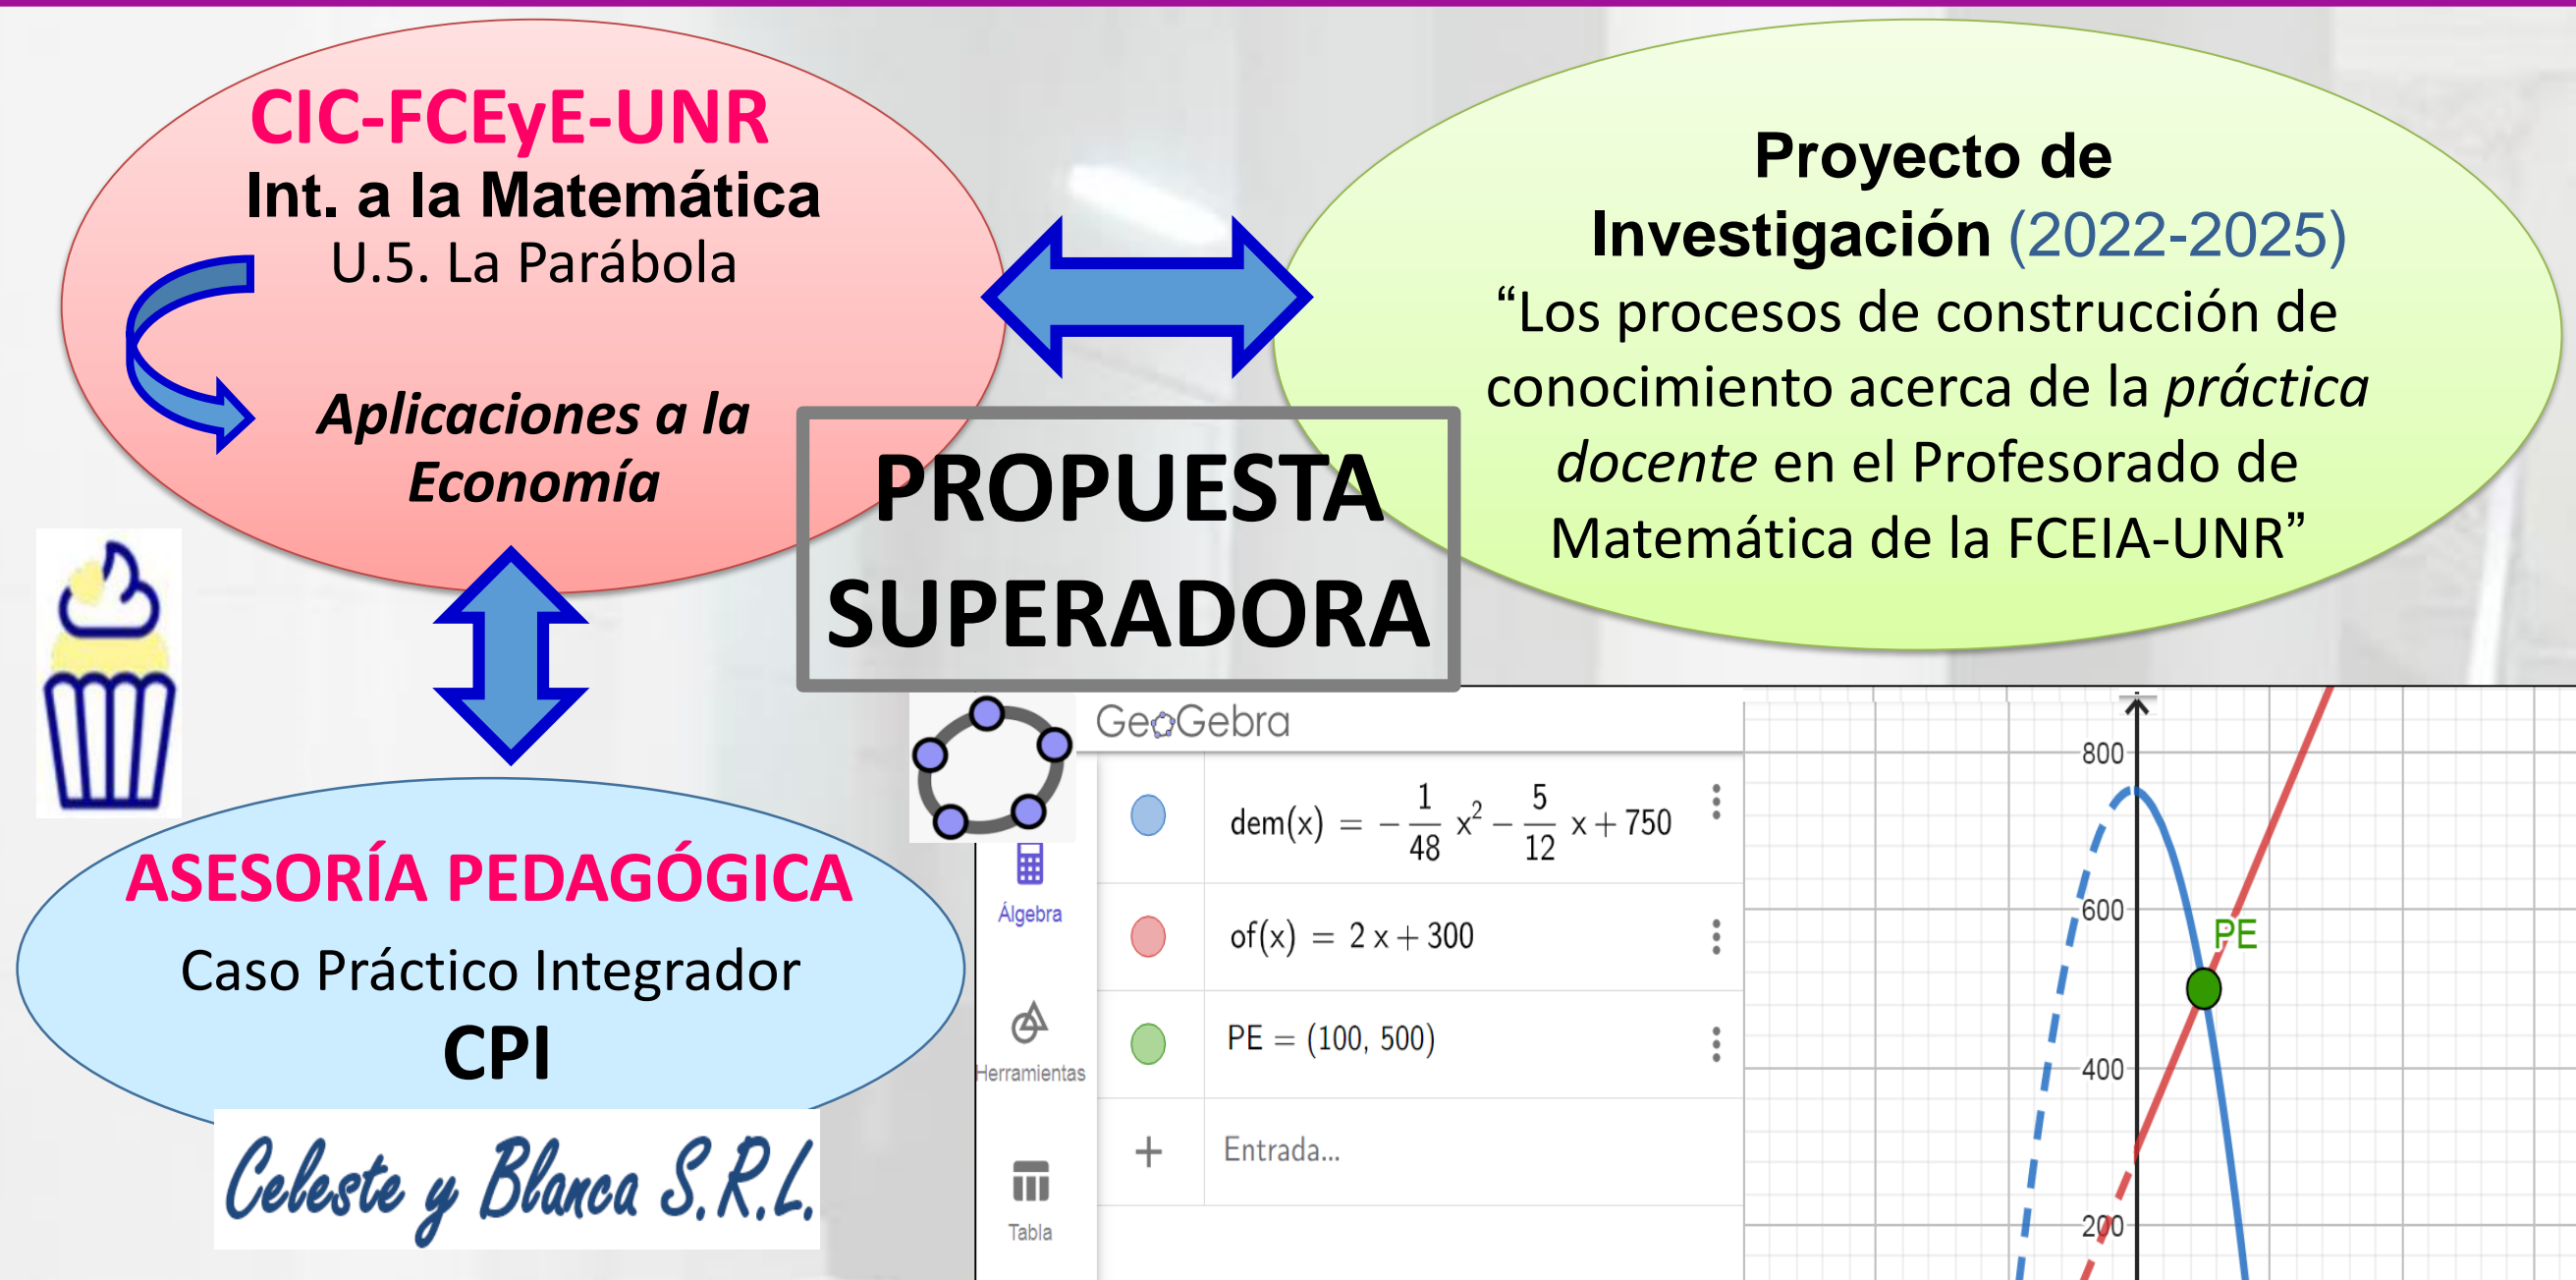 CIC-FCEyE-UNR
Int. a la Matemática
U.5. La Parábola
Aplicaciones a la
Economía
Proyecto de
Investigación (2022-2025)
“Los procesos de construcción de
conocimiento acerca de la práctica
docente en el Profesorado de
Matemática de la FCEIA-UNR”
PROPUESTA
SUPERADORA
ASESORÍA PEDAGÓGICA
Caso Práctico Integrador
CPI
Celeste y Blanca S.R.L.
GeoGebra
Álgebra
Herramientas
Tabla
dem(x) = −1/48 x² − 5/12 x + 750
of(x) = 2 x + 300
PE = (100, 500)
+ Entrada...
800
600
PE
400
200